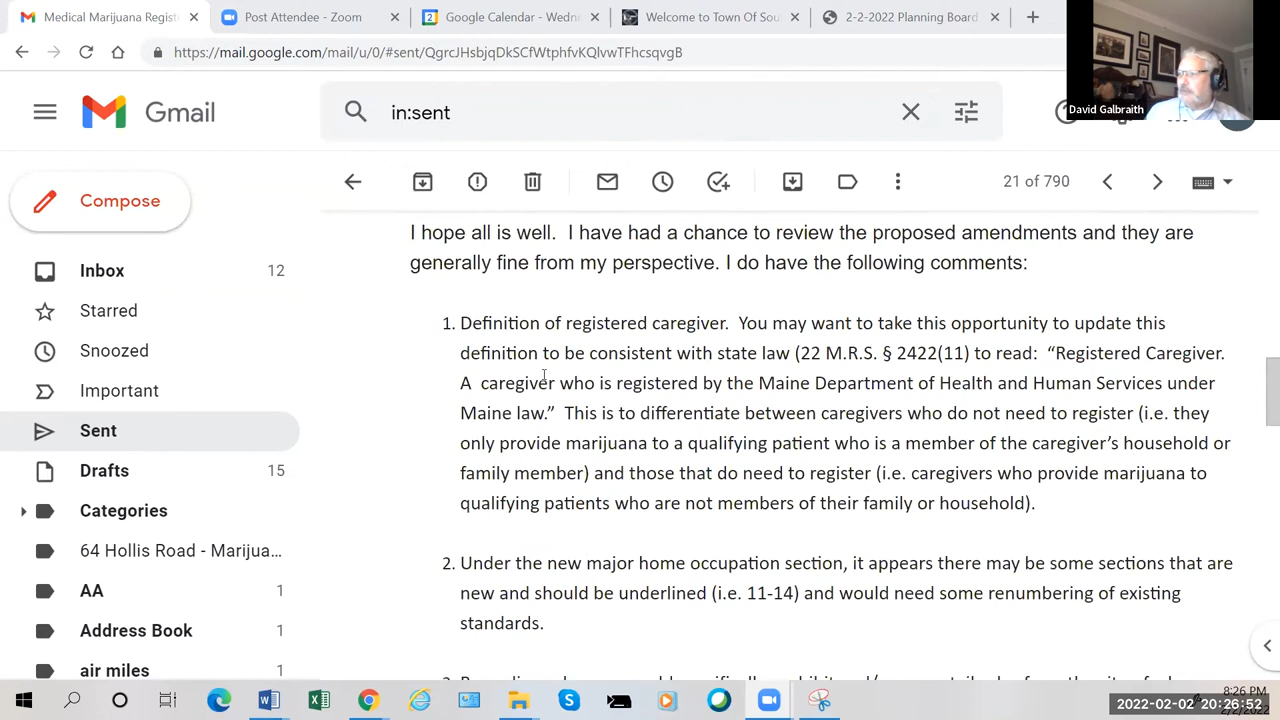 Medical Marijuana Regist
Post Attendee - Zoom
Google Calendar - Wedn
Welcome to Town Of Sou
2-2-2022 Planning Board
https://mail.google.com/mail/u/0/#sent/QgrcJHsbjqDkSCfWtphfvKQlvwTFhcsqvgB
David Galbraith
Gmail
in:sent
Compose
21 of 790
Inbox 12
Starred
Snoozed
Important
Sent
Drafts 15
Categories
64 Hollis Road - Marijua...
AA 1
Address Book 1
air miles 1
I hope all is well. I have had a chance to review the proposed amendments and they are
generally fine from my perspective. I do have the following comments:
1. Definition of registered caregiver. You may want to take this opportunity to update this
definition to be consistent with state law (22 M.R.S. § 2422(11) to read: “Registered Caregiver.
A caregiver who is registered by the Maine Department of Health and Human Services under
Maine law.” This is to differentiate between caregivers who do not need to register (i.e. they
only provide marijuana to a qualifying patient who is a member of the caregiver’s household or
family member) and those that do need to register (i.e. caregivers who provide marijuana to
qualifying patients who are not members of their family or household).
2. Under the new major home occupation section, it appears there may be some sections that are
new and should be underlined (i.e. 11-14) and would need some renumbering of existing
standards.
8:26 PM
2022-02-02 20:26:52